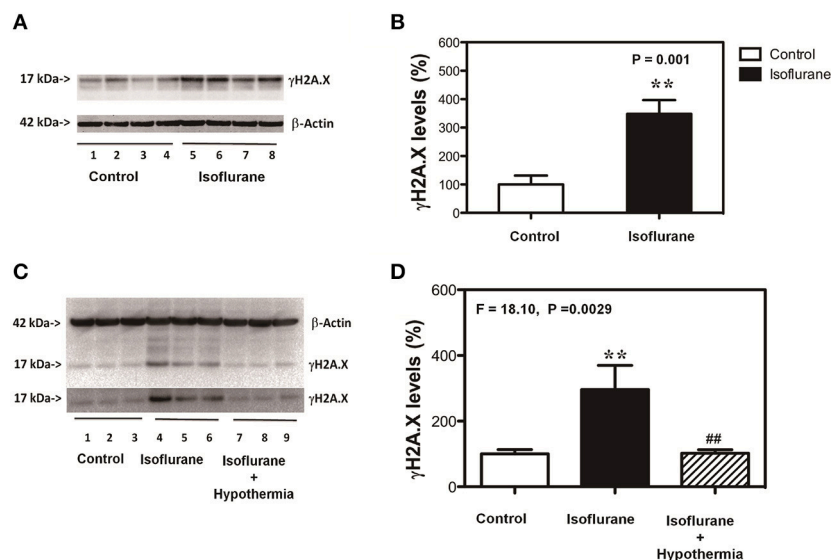 A
17 kDa->
γH2A.X
42 kDa->
β-Actin
1 2 3 4 5 6 7 8
Control Isoflurane
B
γH2A.X levels (%)
600
500
400
300
200
100
0
P = 0.001
**
Control Isoflurane
Control
Isoflurane
C
42 kDa->
β-Actin
17 kDa->
γH2A.X
17 kDa->
γH2A.X
1 2 3 4 5 6 7 8 9
Control Isoflurane Isoflurane
+
Hypothermia
D
γH2A.X levels (%)
600
400
200
0
F = 18.10, P =0.0029
**
##
Control Isoflurane Isoflurane
+
Hypothermia